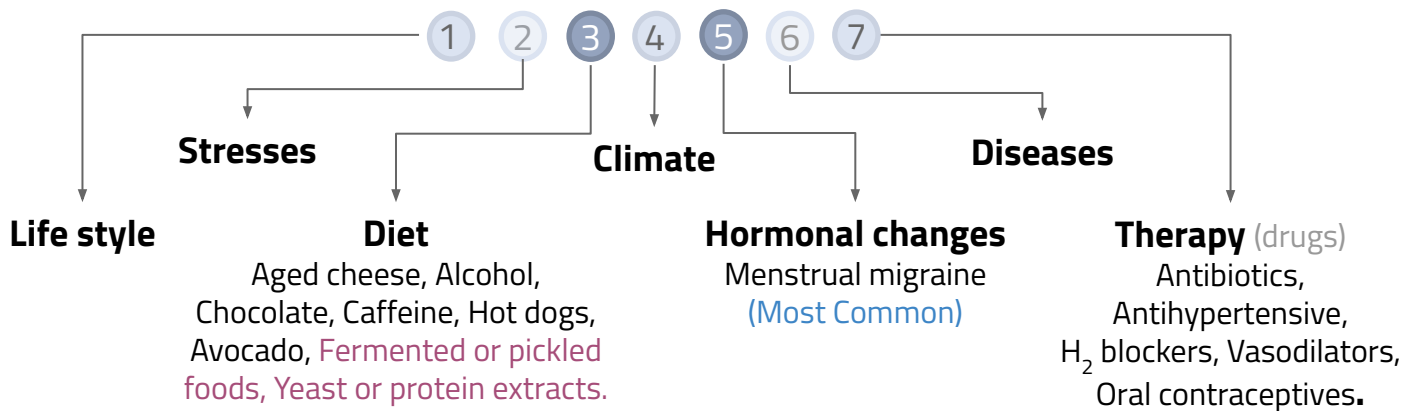 1 2 3 4 5 6 7
Stresses
Climate
Diseases
Life style
Diet
Aged cheese, Alcohol,
Chocolate, Caffeine, Hot dogs,
Avocado, Fermented or pickled
foods, Yeast or protein extracts.
Hormonal changes
Menstrual migraine
(Most Common)
Therapy (drugs)
Antibiotics,
Antihypertensive,
H₂ blockers, Vasodilators,
Oral contraceptives.